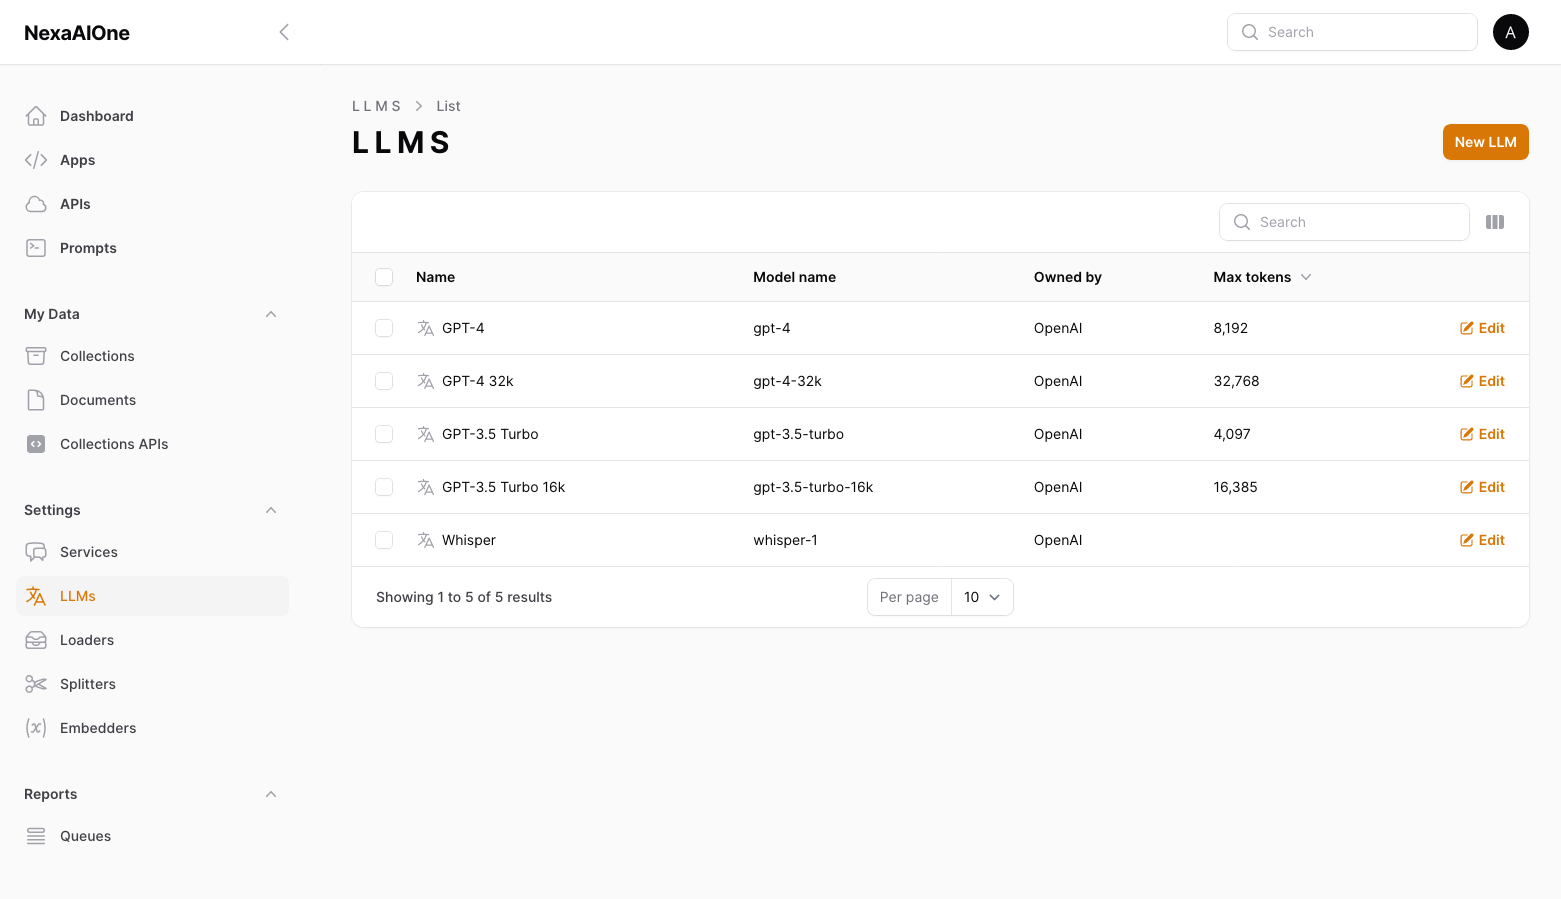 NexaAIOne
Search
A
Dashboard
Apps
APIs
Prompts
My Data
Collections
Documents
Collections APIs
Settings
Services
LLMs
Loaders
Splitters
Embedders
Reports
Queues
L L M S > List
L L M S
New LLM
Search
Name Model name Owned by Max tokens
GPT-4 gpt-4 OpenAI 8,192 Edit
GPT-4 32k gpt-4-32k OpenAI 32,768 Edit
GPT-3.5 Turbo gpt-3.5-turbo OpenAI 4,097 Edit
GPT-3.5 Turbo 16k gpt-3.5-turbo-16k OpenAI 16,385 Edit
Whisper whisper-1 OpenAI Edit
Showing 1 to 5 of 5 results Per page 10